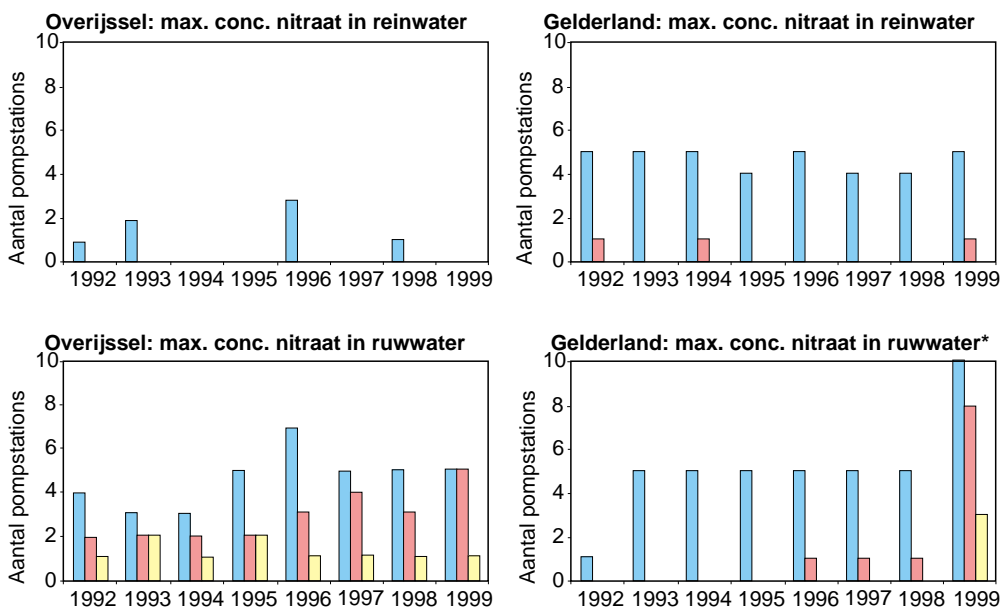 Overijssel: max. conc. nitraat in reinwater
10
8
6
4
2
0
Aantal pompstations
1992 1993 1994 1995 1996 1997 1998 1999
Gelderland: max. conc. nitraat in reinwater
10
8
6
4
2
0
Aantal pompstations
1992 1993 1994 1995 1996 1997 1998 1999
Overijssel: max. conc. nitraat in ruwwater
10
8
6
4
2
0
Aantal pompstations
1992 1993 1994 1995 1996 1997 1998 1999
Gelderland: max. conc. nitraat in ruwwater*
10
8
6
4
2
0
Aantal pompstations
1992 1993 1994 1995 1996 1997 1998 1999